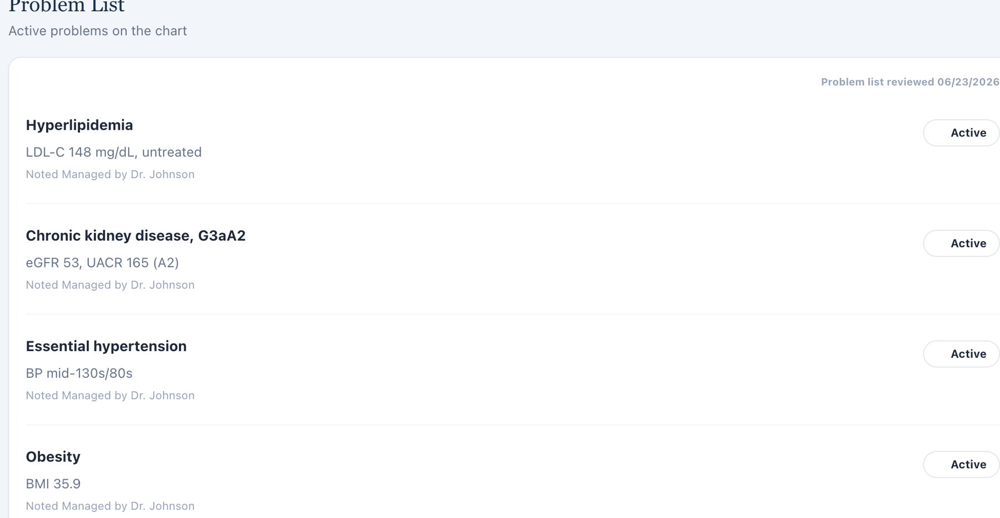 Problem List
Active problems on the chart
Problem list reviewed 06/23/2026
Hyperlipidemia
Active
LDL-C 148 mg/dL, untreated
Noted Managed by Dr. Johnson
Chronic kidney disease, G3aA2
Active
eGFR 53, UACR 165 (A2)
Noted Managed by Dr. Johnson
Essential hypertension
Active
BP mid-130s/80s
Noted Managed by Dr. Johnson
Obesity
Active
BMI 35.9
Noted Managed by Dr. Johnson